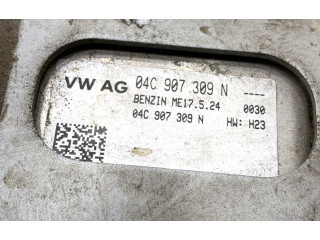 VW AG 04C 907 309 N ----
BENZIN ME17.5.24 0030
04C 907 309 N HW: H23